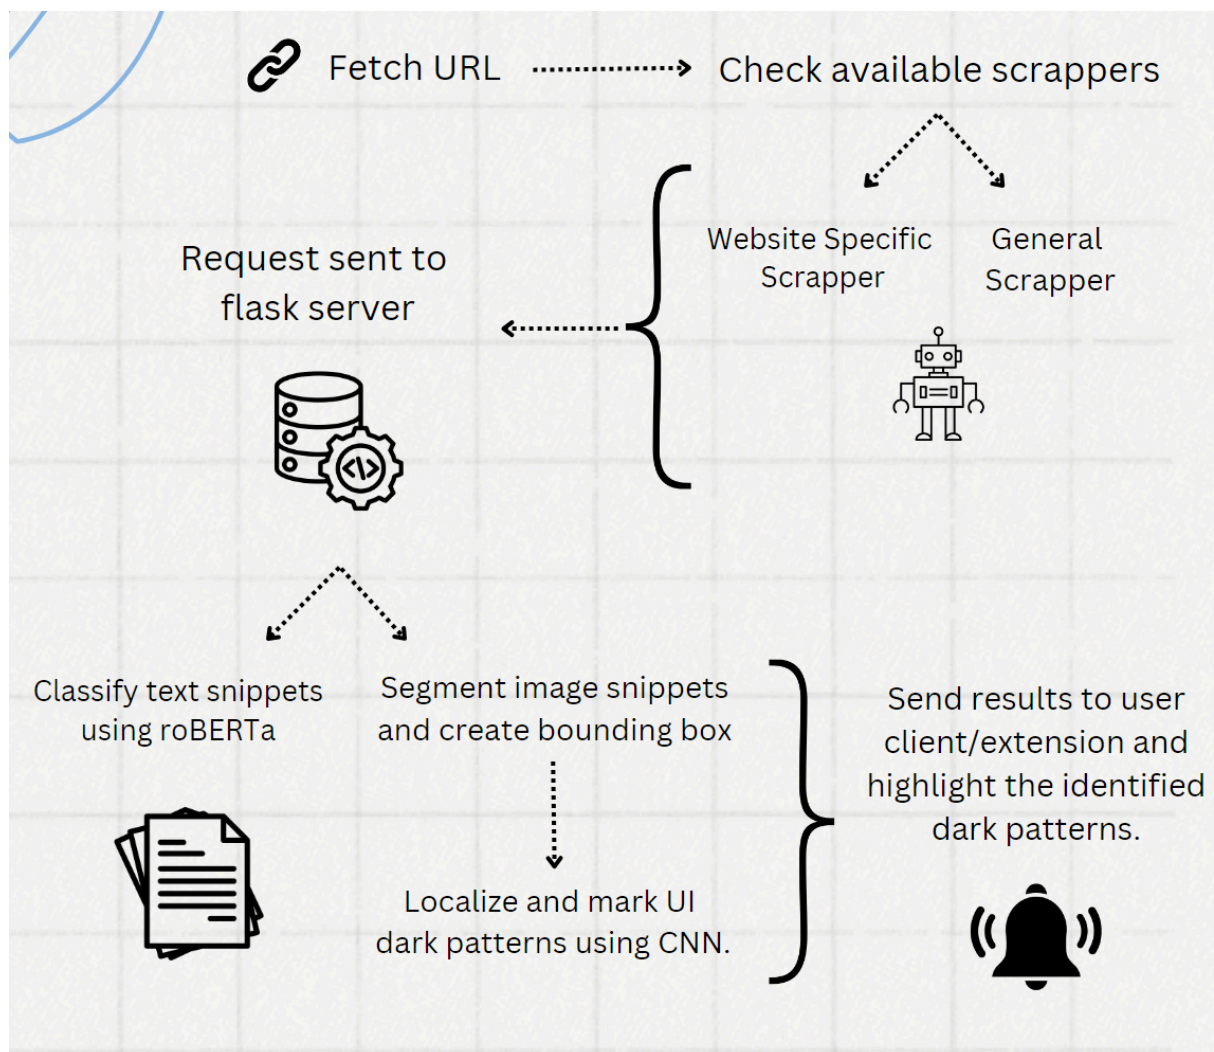 Fetch URL
Check available scrappers
Website Specific
Scrapper
General
Scrapper
Request sent to
flask server
</>
Classify text snippets
using roBERTa
Segment image snippets
and create bounding box
Localize and mark UI
dark patterns using CNN.
Send results to user
client/extension and
highlight the identified
dark patterns.